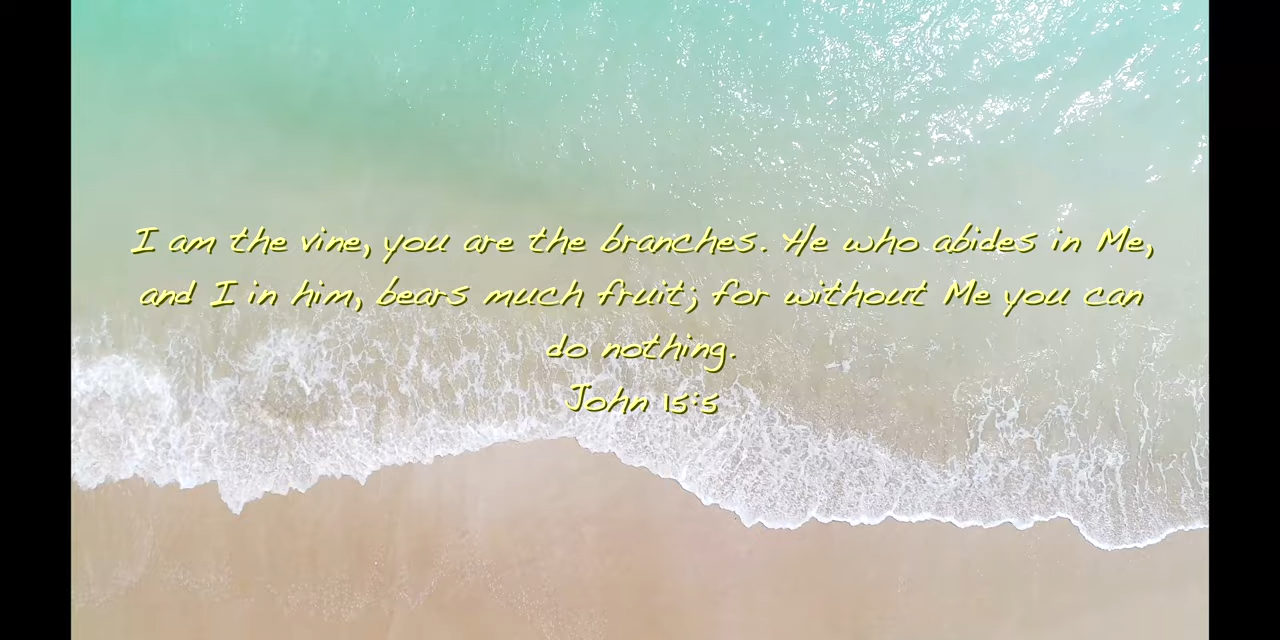 I am the vine, you are the branches. He who abides in Me,
and I in him, bears much fruit; for without Me you can
do nothing.
John 15:5